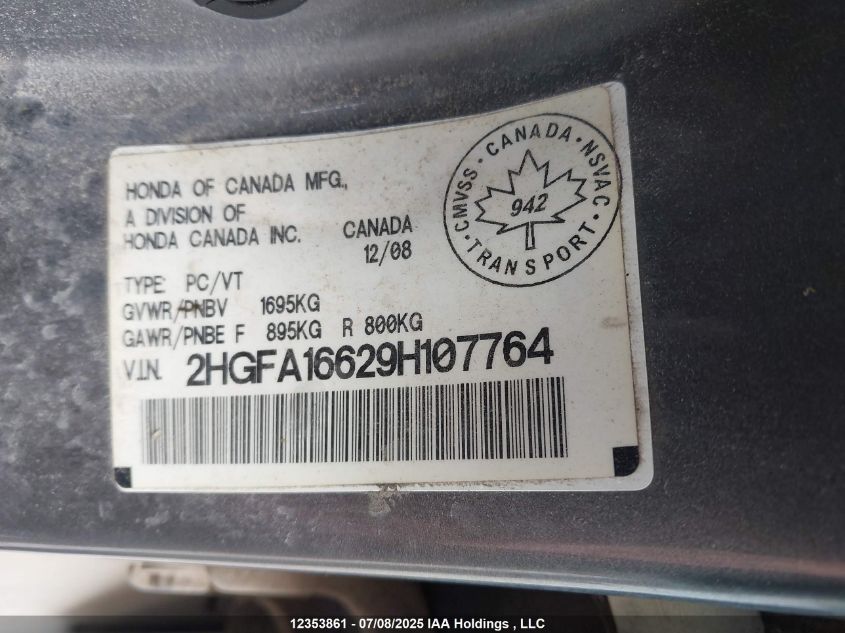 HONDA OF CANADA MFG.,
A DIVISION OF
HONDA CANADA INC. CANADA
12/08
TYPE: PC/VT
GVWR/PNBV 1695KG
GAWR/PNBE F 895KG R 800KG
V.I.N. 2HGFA16629H107764
CMVSS · CANADA · NSVAC · TRANSPORT ·
942
12353861 - 07/08/2025 IAA Holdings , LLC